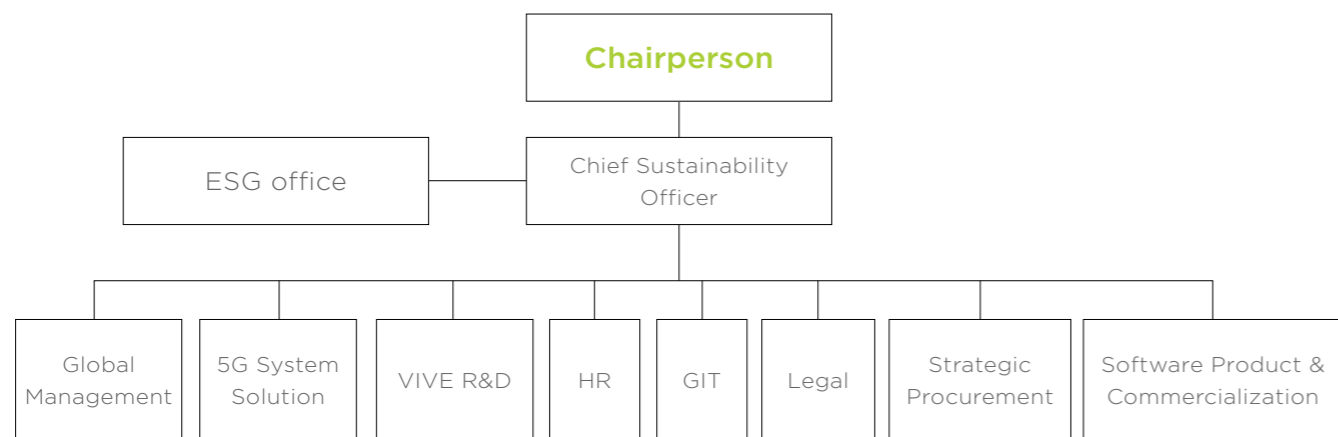 Chairperson
ESG office
Chief Sustainability
Officer
Global
Management
5G System
Solution
VIVE R&D
HR
GIT
Legal
Strategic
Procurement
Software Product &
Commercialization